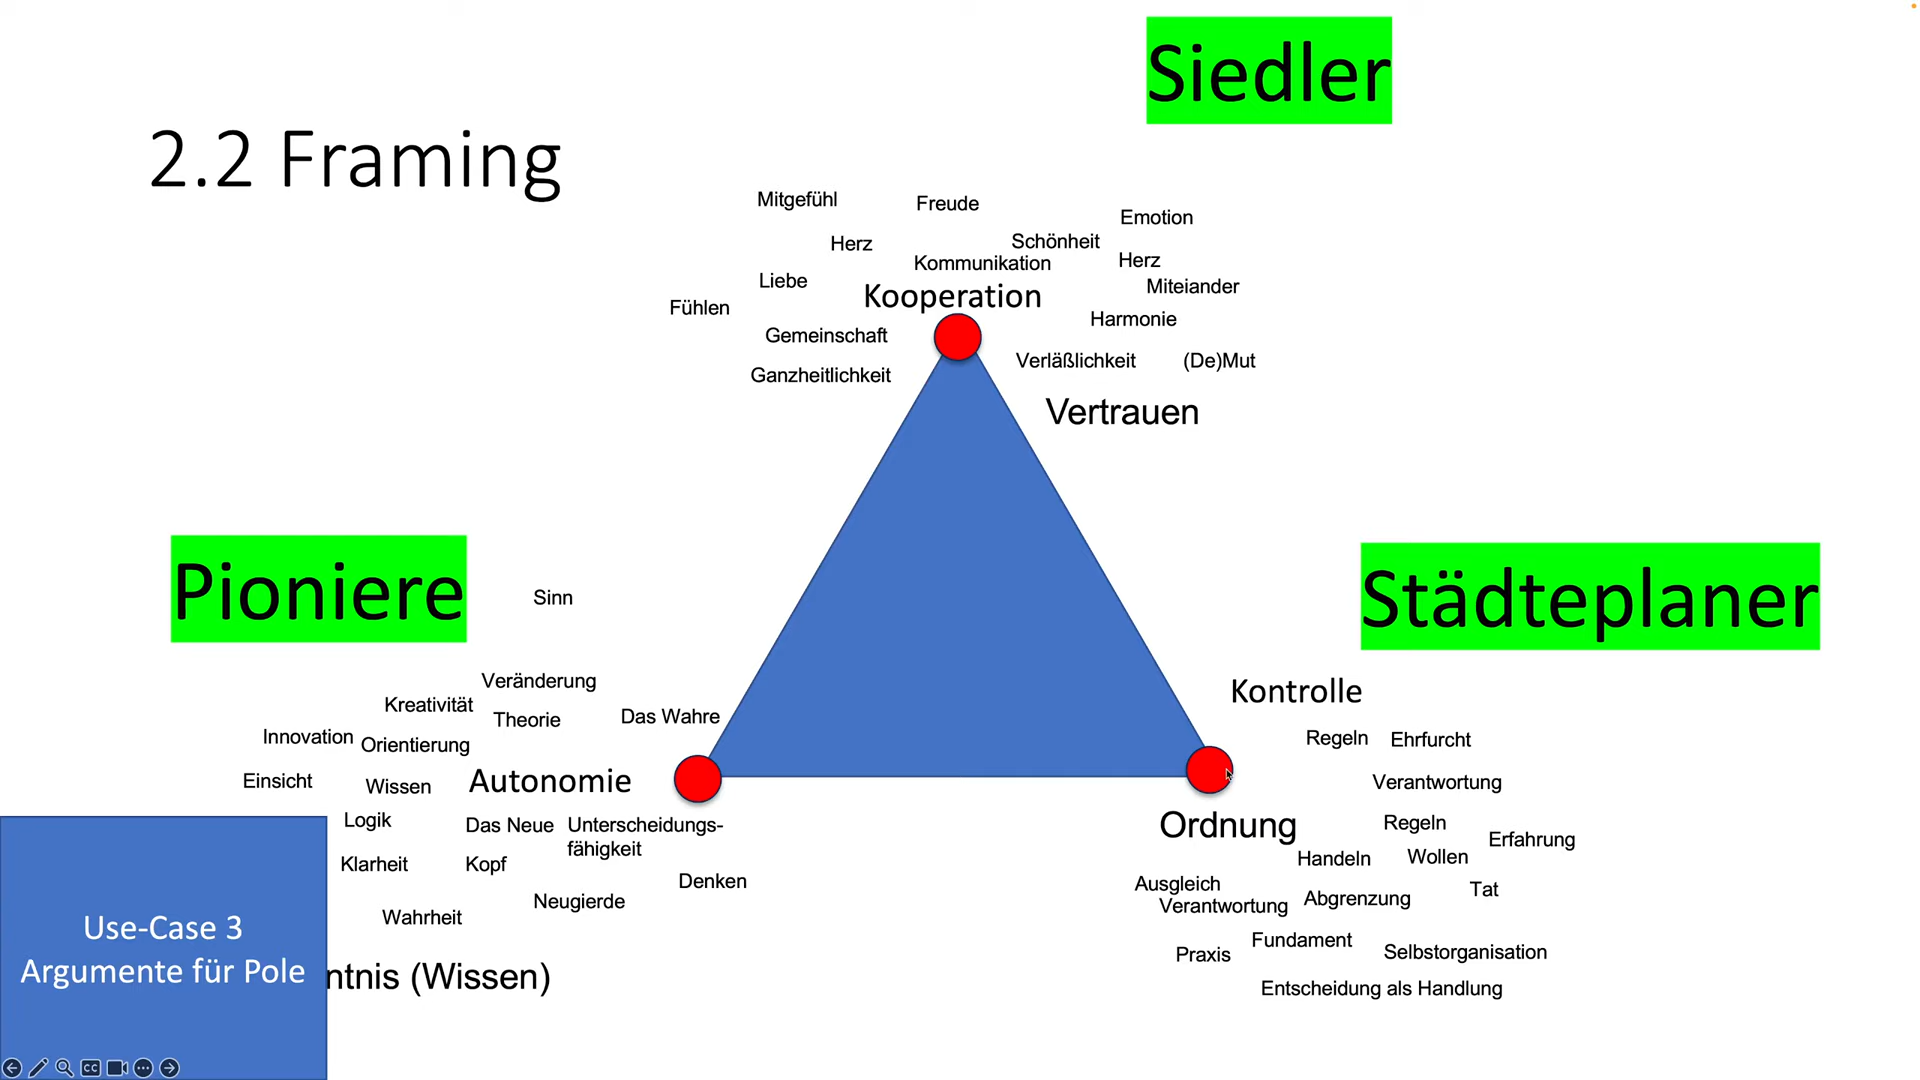 Siedler
2.2 Framing
Mitgefühl
Freude
Emotion
Herz
Schönheit
Kommunikation
Herz
Liebe
Miteiander
Kooperation
Fühlen
Harmonie
Gemeinschaft
Verläßlichkeit
(De)Mut
Ganzheitlichkeit
Vertrauen
Pioniere
Sinn
Städteplaner
Veränderung
Kreativität
Theorie
Das Wahre
Innovation
Orientierung
Einsicht
Wissen
Autonomie
Logik
Das Neue
Unterscheidungs-
fähigkeit
Klarheit
Kopf
Denken
Neugierde
Wahrheit
ntnis (Wissen)
Kontrolle
Regeln
Ehrfurcht
Verantwortung
Ordnung
Regeln
Erfahrung
Handeln
Wollen
Ausgleich
Tat
Verantwortung
Abgrenzung
Fundament
Praxis
Selbstorganisation
Entscheidung als Handlung
Use-Case 3
Argumente für Pole
CC